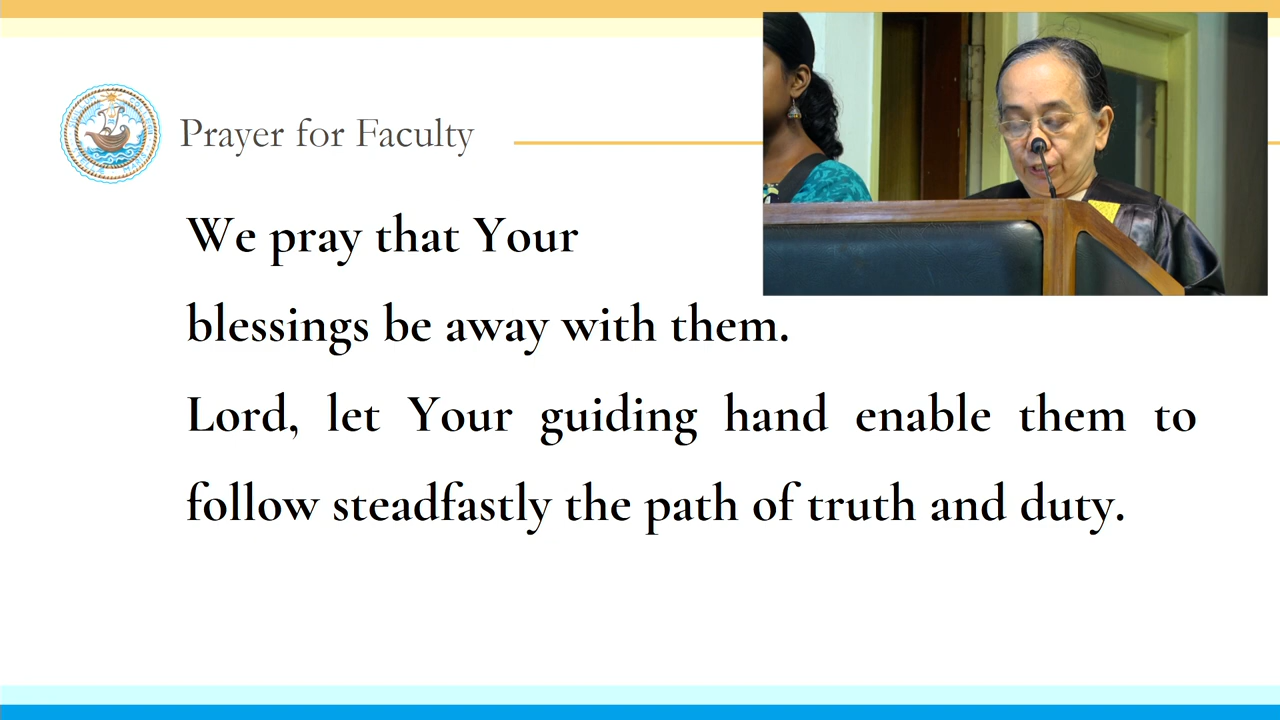 Prayer for Faculty
We pray that Your
blessings be away with them.
Lord, let Your guiding hand enable them to
follow steadfastly the path of truth and duty.